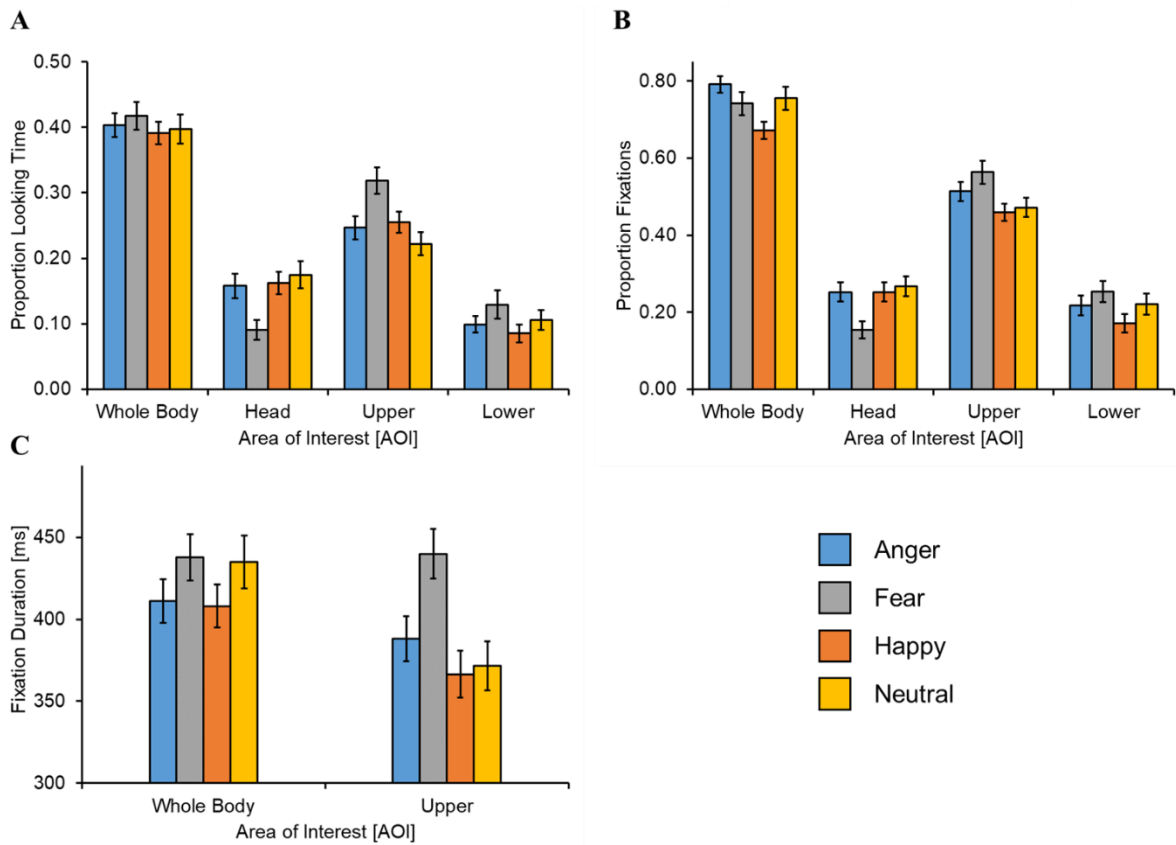 A
Proportion Looking Time
0.50
0.40
0.30
0.20
0.10
0.00
Whole Body Head Upper Lower
Area of Interest [AOI]
B
Proportion Fixations
0.80
0.60
0.40
0.20
0.00
Whole Body Head Upper Lower
Area of Interest [AOI]
C
Fixation Duration [ms]
450
400
350
300
Whole Body Upper
Area of Interest [AOI]
Anger
Fear
Happy
Neutral